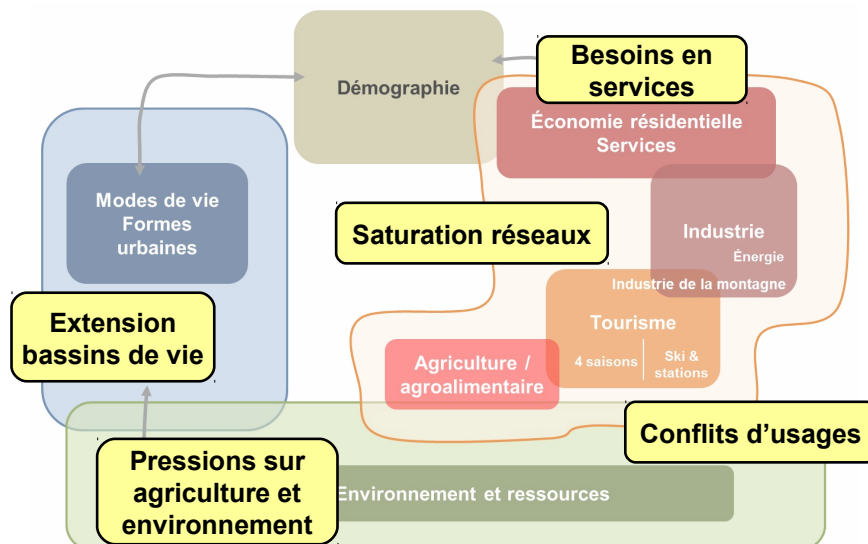 Démographie
Besoins en
services
Économie résidentielle
Services
Modes de vie
Formes
urbaines
Saturation réseaux
Industrie
Énergie
Industrie de la montagne
Extension
bassins de vie
Tourisme
4 saisons
Ski &
stations
Agriculture /
agroalimentaire
Conflits d’usages
Pressions sur
agriculture et
environnement
Environnement et ressources